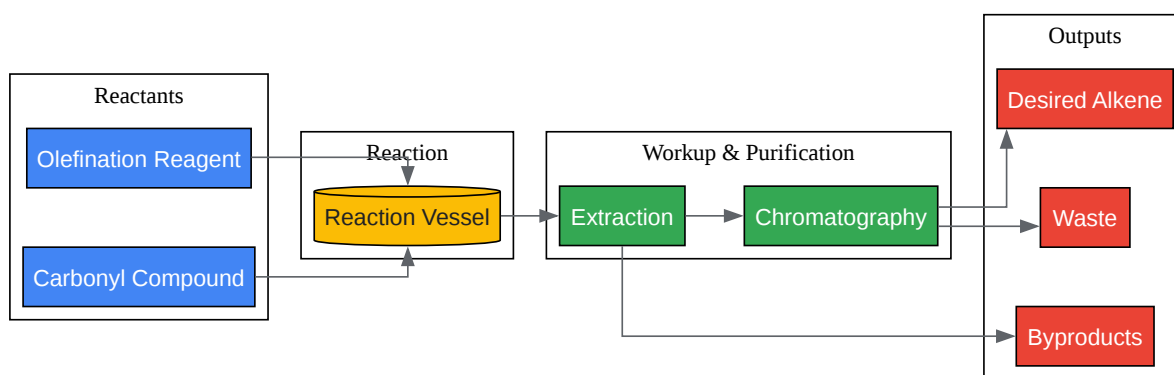 Reactants
Olefination Reagent
Carbonyl Compound
Reaction
Reaction Vessel
Workup & Purification
Extraction
Chromatography
Outputs
Desired Alkene
Waste
Byproducts